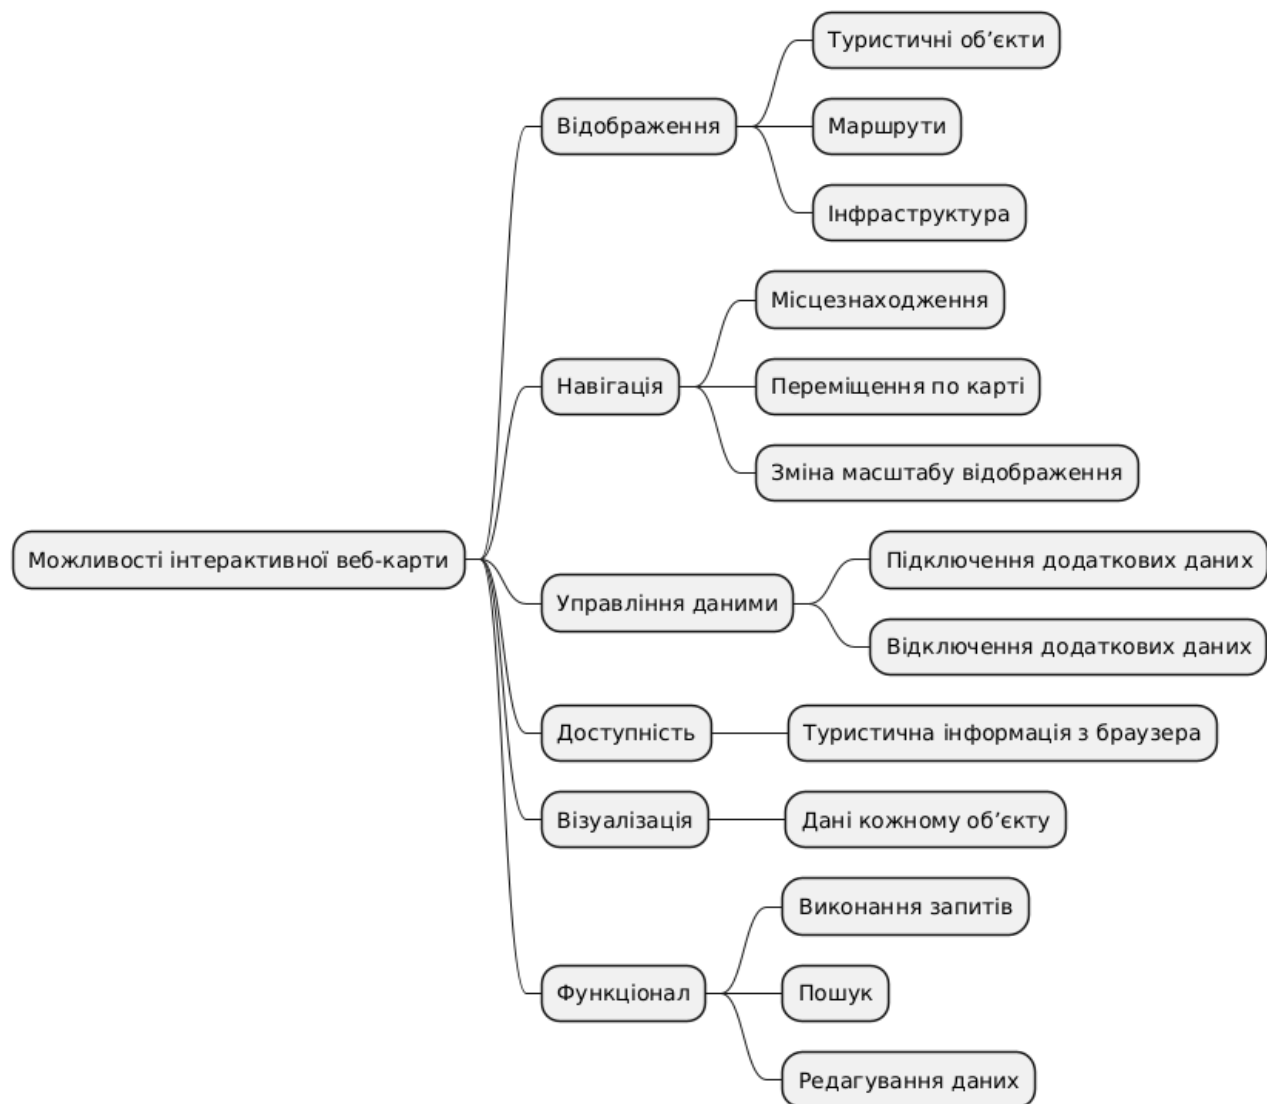 Можливості інтерактивної веб-карти
Відображення
Туристичні об’єкти
Маршрути
Інфраструктура
Навігація
Місцезнаходження
Переміщення по карті
Зміна масштабу відображення
Управління даними
Підключення додаткових даних
Відключення додаткових даних
Доступність
Туристична інформація з браузера
Візуалізація
Дані кожному об’єкту
Функціонал
Виконання запитів
Пошук
Редагування даних